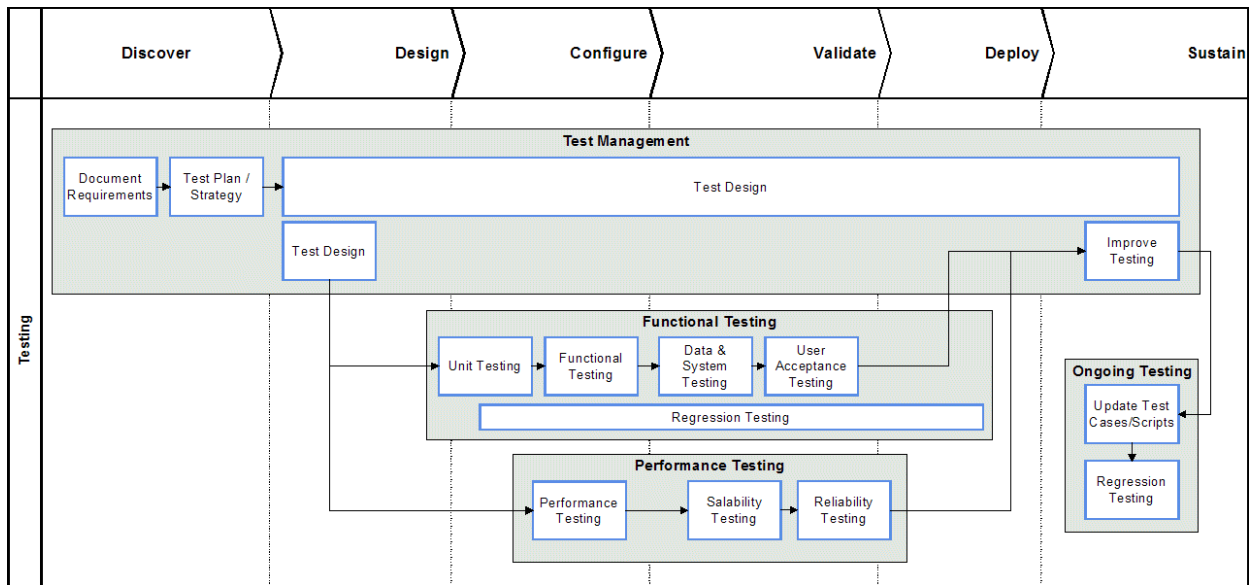 Discover
Design
Configure
Validate
Deploy
Sustain
Testing
Test Management
Document
Requirements
Test Plan /
Strategy
Test Design
Test Design
Improve
Testing
Functional Testing
Unit Testing
Functional
Testing
Data &
System
Testing
User
Acceptance
Testing
Regression Testing
Ongoing Testing
Update Test
Cases/Scripts
Regression
Testing
Performance Testing
Performance
Testing
Salability
Testing
Reliability
Testing